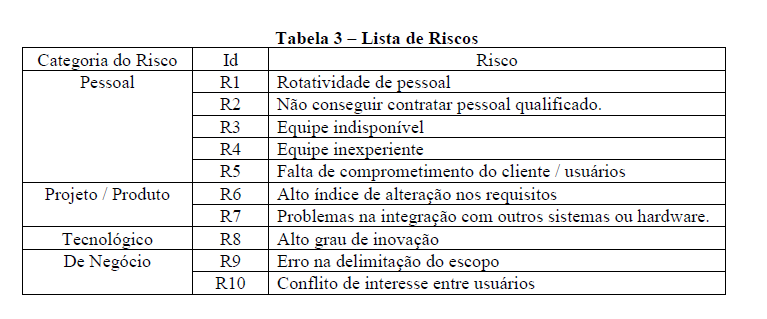 Tabela 3 – Lista de Riscos
Categoria do Risco Id Risco
Pessoal R1 Rotatividade de pessoal
R2 Não conseguir contratar pessoal qualificado.
R3 Equipe indisponível
R4 Equipe inexperiente
R5 Falta de comprometimento do cliente / usuários
Projeto / Produto R6 Alto índice de alteração nos requisitos
R7 Problemas na integração com outros sistemas ou hardware.
Tecnológico R8 Alto grau de inovação
De Negócio R9 Erro na delimitação do escopo
R10 Conflito de interesse entre usuários